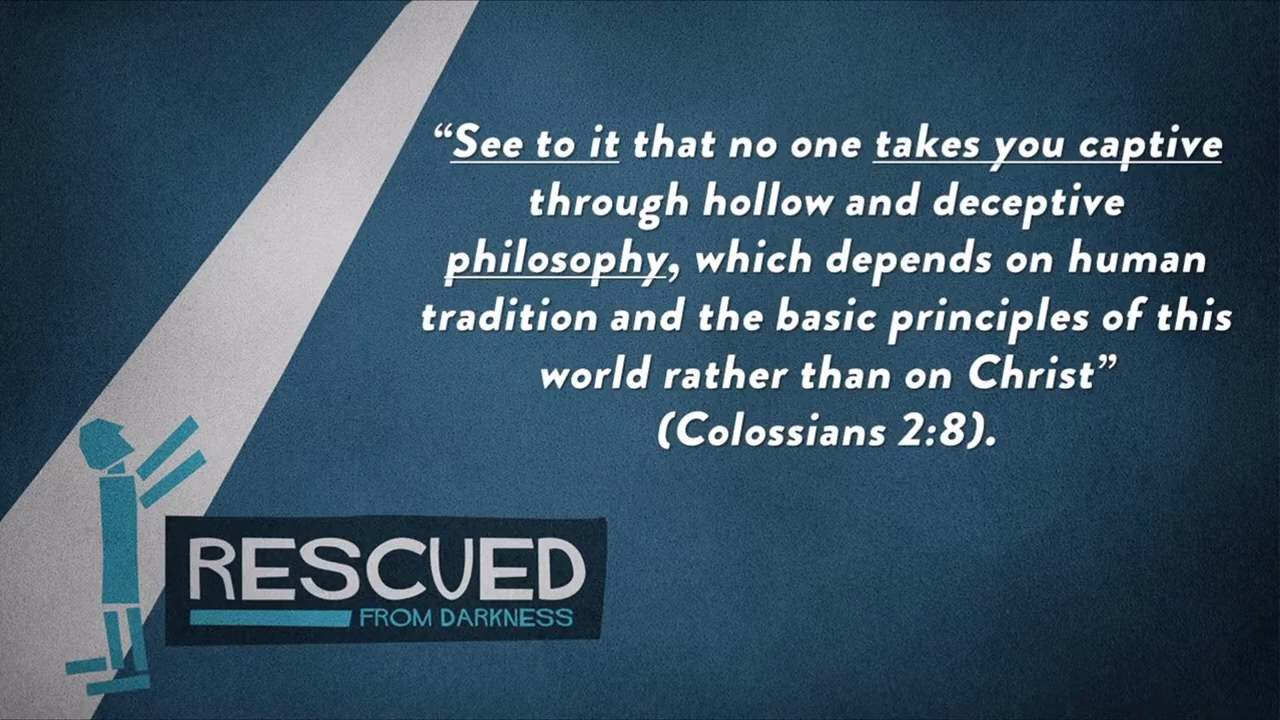 “See to it that no one takes you captive
through hollow and deceptive
philosophy, which depends on human
tradition and the basic principles of this
world rather than on Christ”
(Colossians 2:8).
RESCUED
FROM DARKNESS